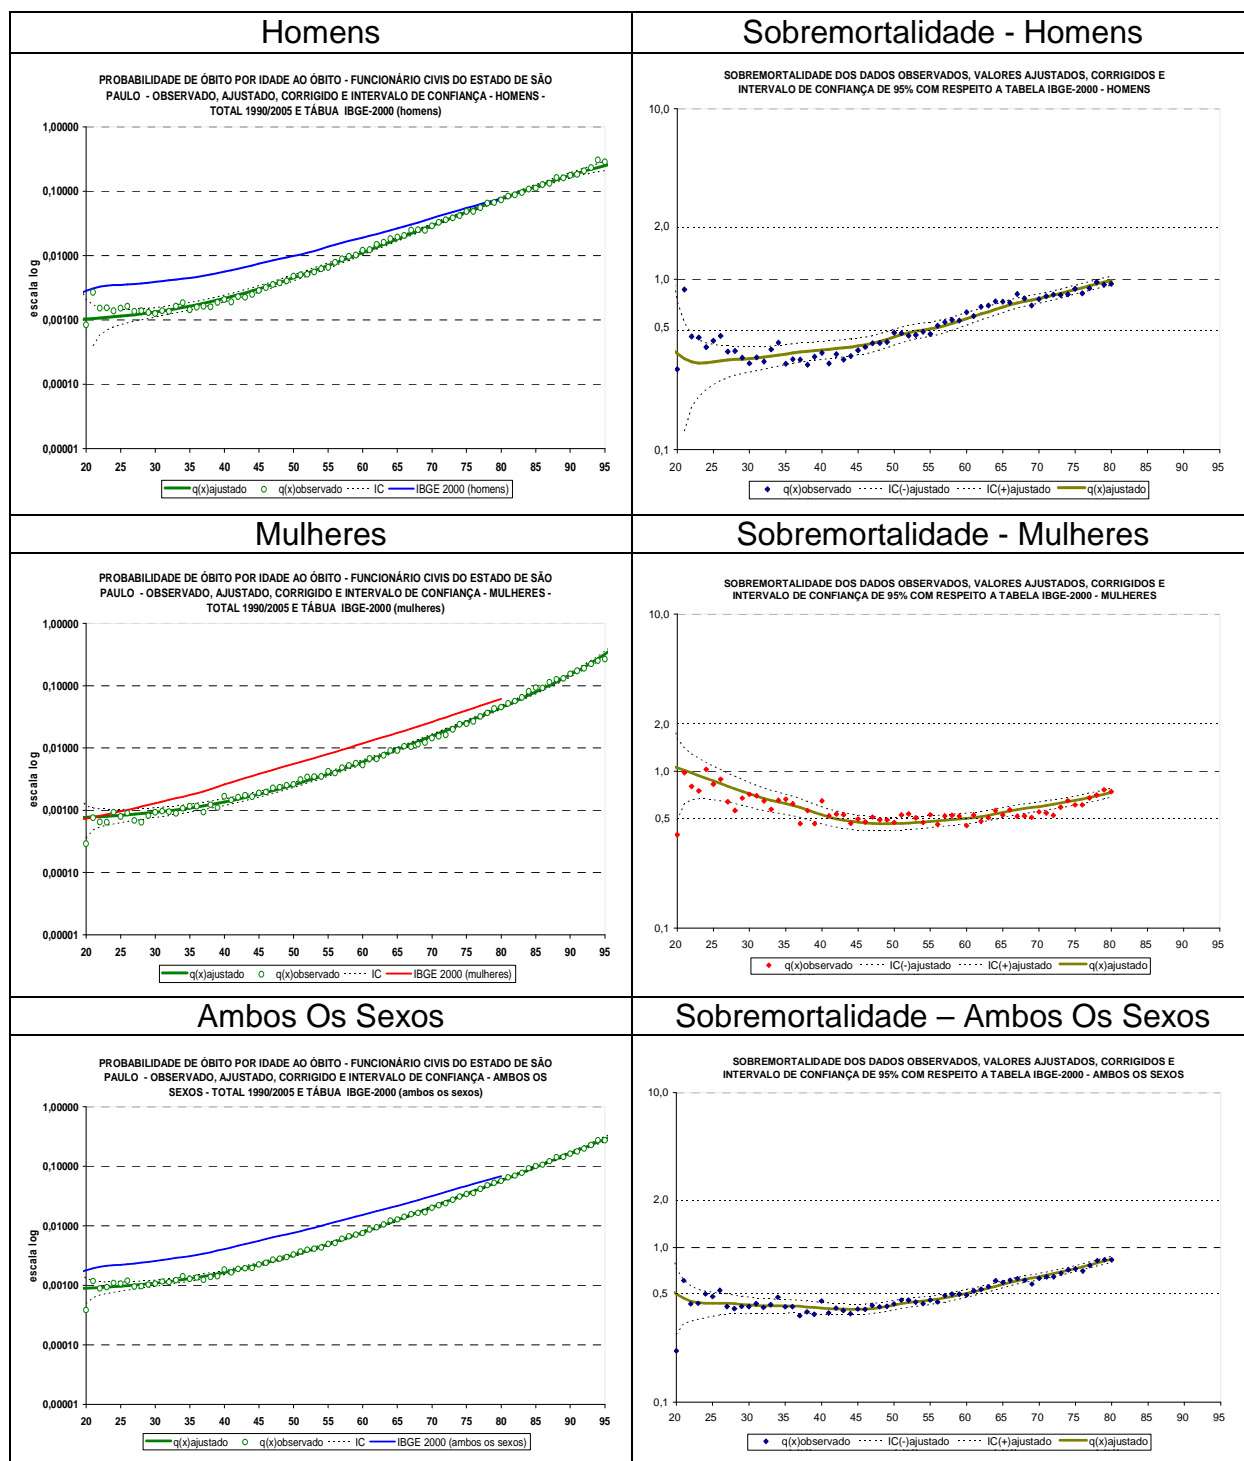 Homens
Sobremortalidade - Homens
PROBABILIDADE DE ÓBITO POR IDADE AO ÓBITO - FUNCIONÁRIO CIVIS DO ESTADO DE SÃO
PAULO - OBSERVADO, AJUSTADO, CORRIGIDO E INTERVALO DE CONFIANÇA - HOMENS -
TOTAL 1990/2005 E TÁBUA IBGE-2000 (homens)
1,00000
0,10000
0,01000
0,00100
0,00010
0,00001
escala log
20 25 30 35 40 45 50 55 60 65 70 75 80 85 90 95
q(x)ajustado q(x)observado IC IBGE 2000 (homens)
SOBREMORTALIDADE DOS DADOS OBSERVADOS, VALORES AJUSTADOS, CORRIGIDOS E
INTERVALO DE CONFIANÇA DE 95% COM RESPEITO A TABELA IBGE-2000 - HOMENS
10,0
2,0
1,0
0,5
0,1
20 25 30 35 40 45 50 55 60 65 70 75 80 85 90 95
q(x)observado IC(-)ajustado IC(+)ajustado q(x)ajustado
Mulheres
Sobremortalidade - Mulheres
PROBABILIDADE DE ÓBITO POR IDADE AO ÓBITO - FUNCIONÁRIO CIVIS DO ESTADO DE SÃO
PAULO - OBSERVADO, AJUSTADO, CORRIGIDO E INTERVALO DE CONFIANÇA - MULHERES -
TOTAL 1990/2005 E TÁBUA IBGE-2000 (mulheres)
1,00000
0,10000
0,01000
0,00100
0,00010
0,00001
escala log
20 25 30 35 40 45 50 55 60 65 70 75 80 85 90 95
q(x)ajustado q(x)observado IC IBGE 2000 (mulheres)
SOBREMORTALIDADE DOS DADOS OBSERVADOS, VALORES AJUSTADOS, CORRIGIDOS E
INTERVALO DE CONFIANÇA DE 95% COM RESPEITO A TABELA IBGE-2000 - MULHERES
10,0
2,0
1,0
0,5
0,1
20 25 30 35 40 45 50 55 60 65 70 75 80 85 90 95
q(x)observado IC(-)ajustado IC(+)ajustado q(x)ajustado
Ambos Os Sexos
Sobremortalidade – Ambos Os Sexos
PROBABILIDADE DE ÓBITO POR IDADE AO ÓBITO - FUNCIONÁRIO CIVIS DO ESTADO DE SÃO
PAULO - OBSERVADO, AJUSTADO, CORRIGIDO E INTERVALO DE CONFIANÇA - AMBOS OS
SEXOS - TOTAL 1990/2005 E TÁBUA IBGE-2000 (ambos os sexos)
1,00000
0,10000
0,01000
0,00100
0,00010
0,00001
escala log
20 25 30 35 40 45 50 55 60 65 70 75 80 85 90 95
q(x)ajustado q(x)observado IC IBGE 2000 (ambos os sexos)
SOBREMORTALIDADE DOS DADOS OBSERVADOS, VALORES AJUSTADOS, CORRIGIDOS E
INTERVALO DE CONFIANÇA DE 95% COM RESPEITO A TABELA IBGE-2000 - AMBOS OS SEXOS
10,0
2,0
1,0
0,5
0,1
20 25 30 35 40 45 50 55 60 65 70 75 80 85 90 95
q(x)observado IC(-)ajustado IC(+)ajustado q(x)ajustado